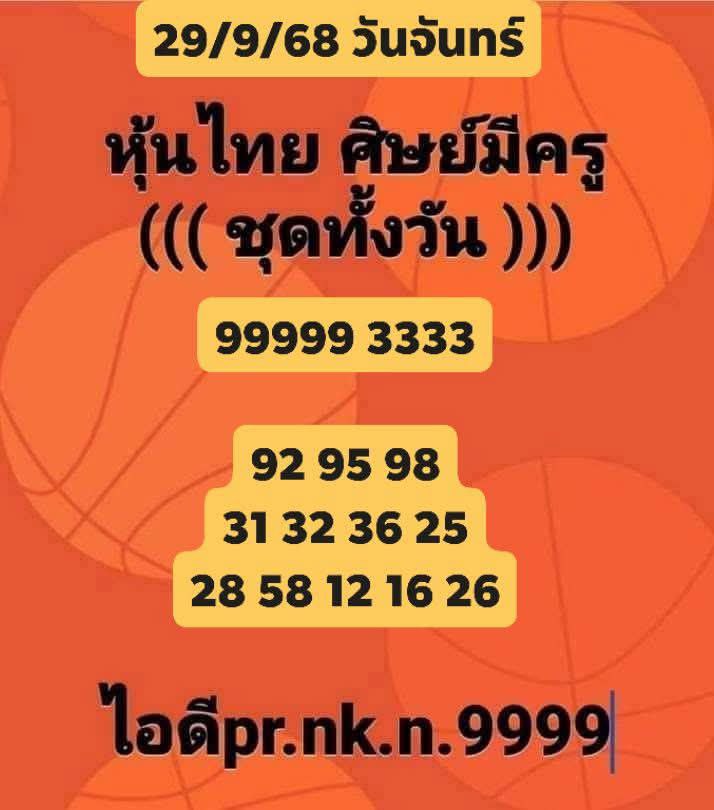 29/9/68 วันจันทร์
หุ้นไทย ศิษย์มีครู
((( ชุดทั้งวัน )))
99999 3333
92 95 98
31 32 36 25
28 58 12 16 26
ไอดีpr.nk.n.9999